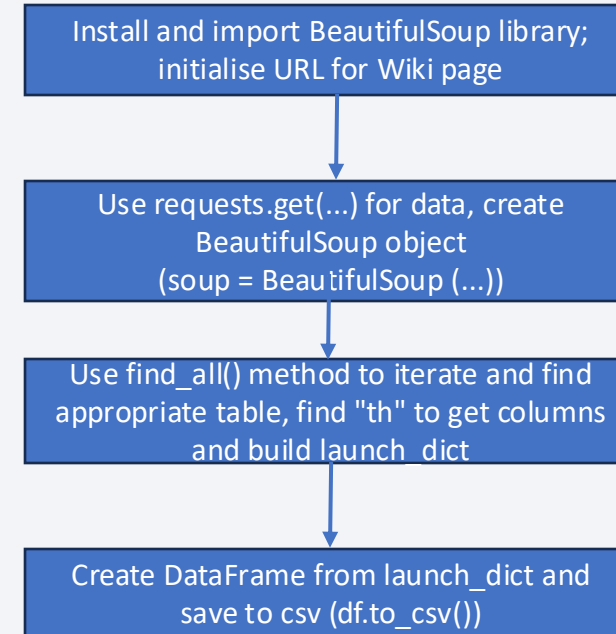 Install and import BeautifulSoup library;
initialise URL for Wiki page
Use requests.get(...) for data, create
BeautifulSoup object
(soup = BeautifulSoup (...))
Use find_all() method to iterate and find
appropriate table, find "th" to get columns
and build launch_dict
Create DataFrame from launch_dict and
save to csv (df.to_csv())